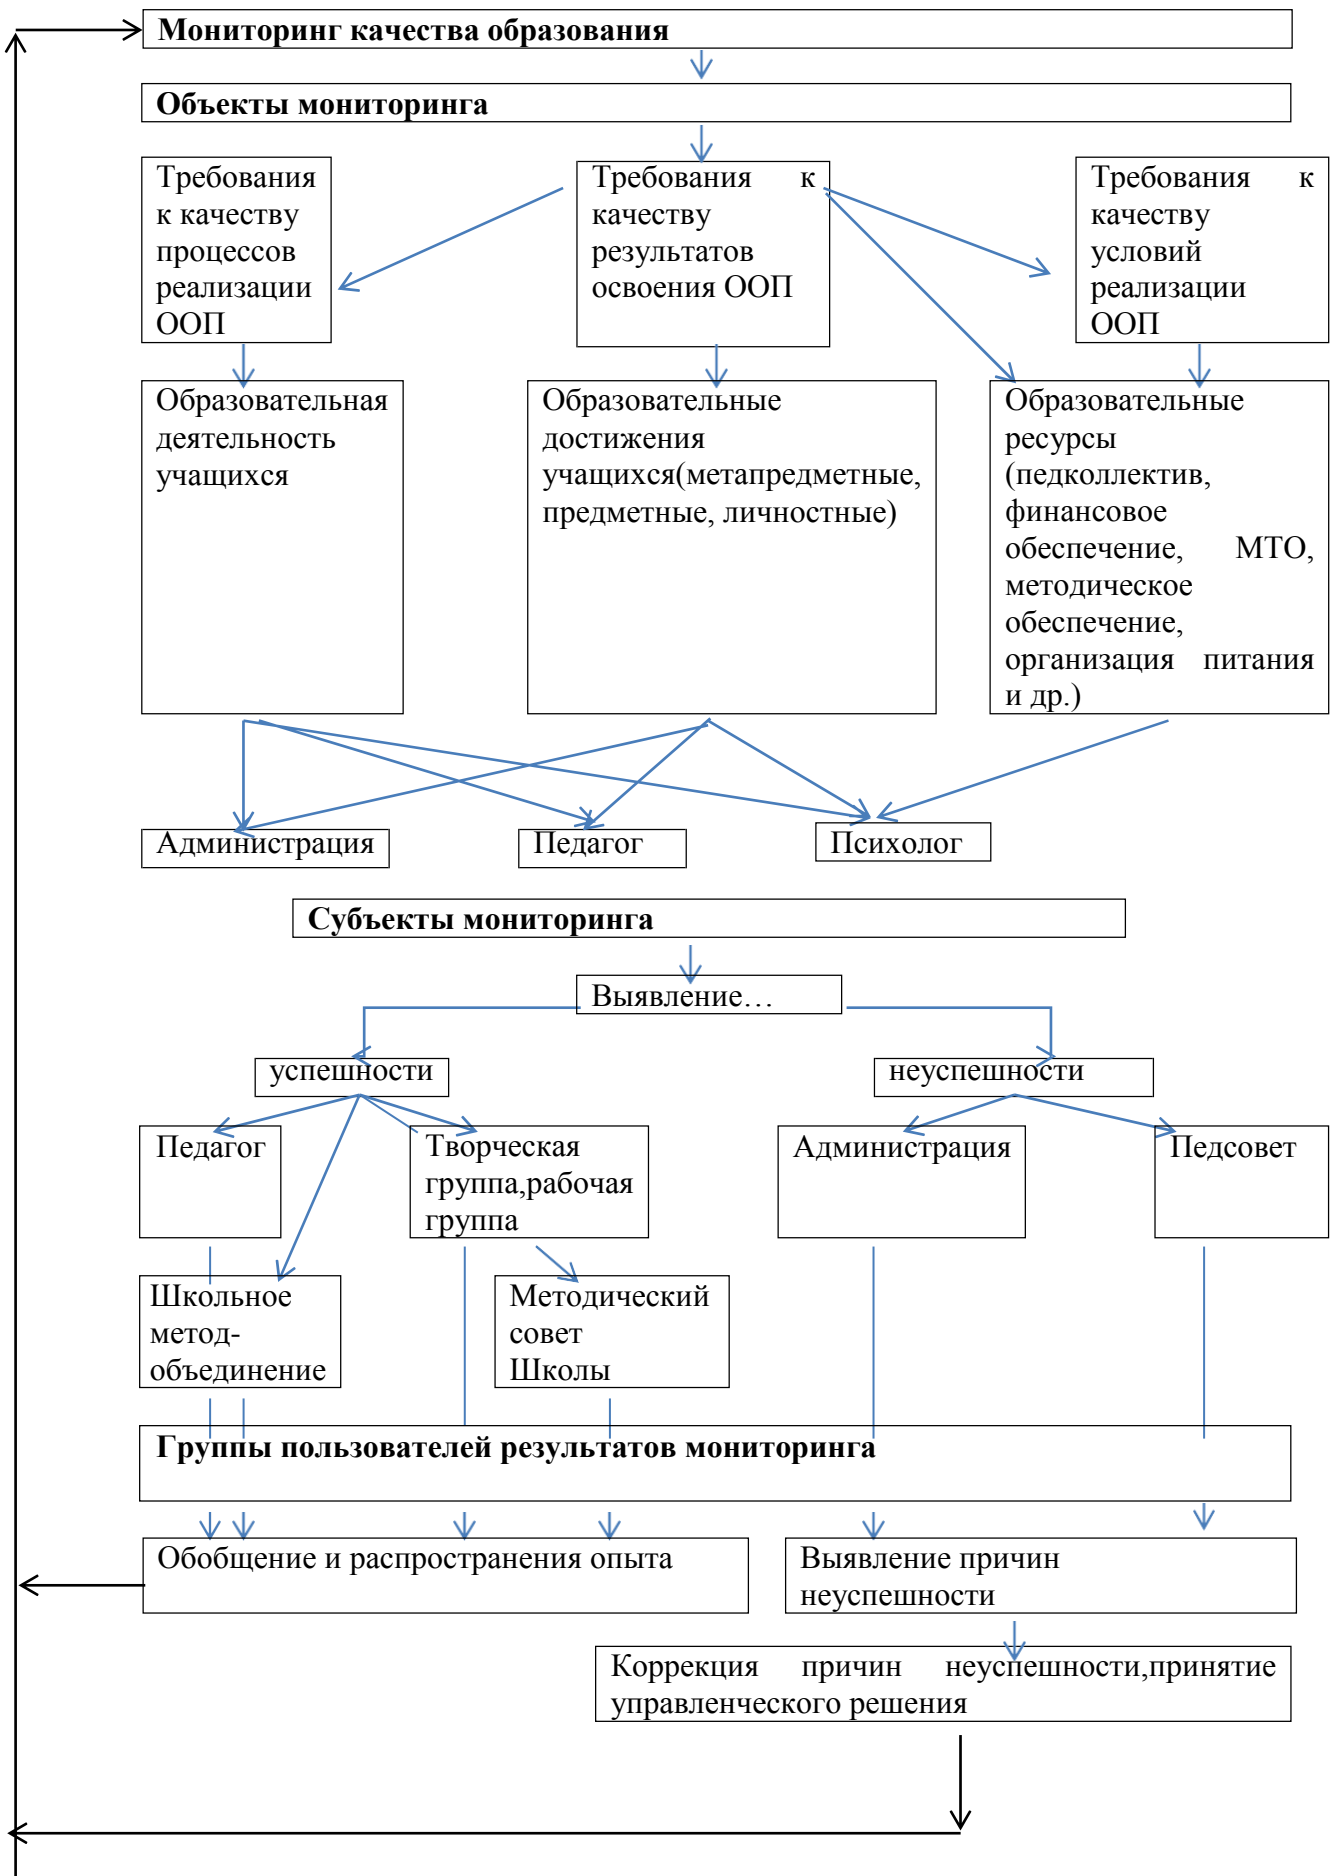 Мониторинг качества образования
Объекты мониторинга
Требования
к качеству
процессов
реализации
ООП
Требования к
качеству
результатов
освоения ООП
Требования к
качеству
условий
реализации
ООП
Образовательная
деятельность
учащихся
Образовательные
достижения
учащихся(метапредметные,
предметные, личностные)
Образовательные
ресурсы
(педколлектив,
финансовое
обеспечение, МТО,
методическое
обеспечение,
организация питания
и др.)
Администрация
Педагог
Психолог
Субъекты мониторинга
Выявление…
успешности
неуспешности
Педагог
Творческая
группа,рабочая
группа
Администрация
Педсовет
Школьное
метод-
объединение
Методический
совет
Школы
Группы пользователей результатов мониторинга
Обобщение и распространения опыта
Выявление причин
неуспешности
Коррекция причин неуспешности,принятие
управленческого решения